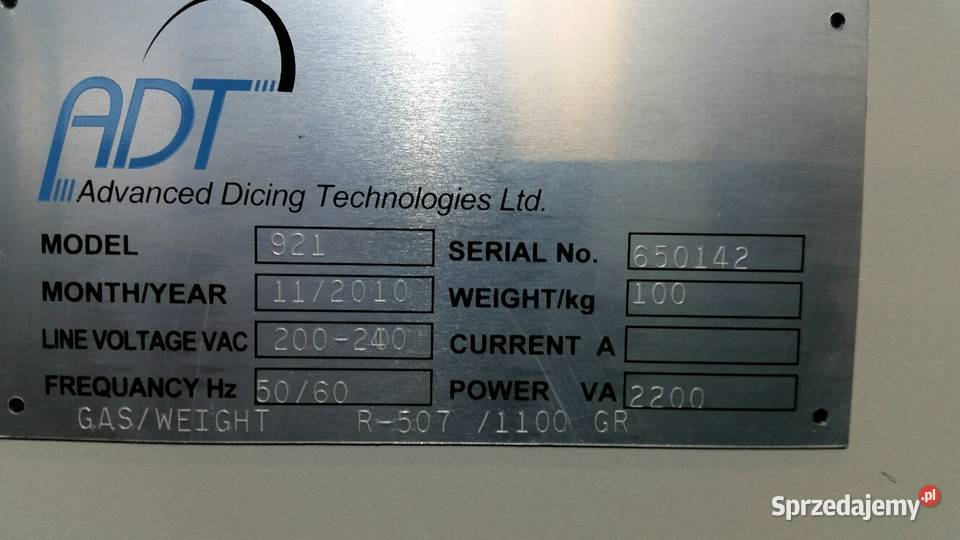 ADT
Advanced Dicing Technologies Ltd.
MODEL 921 SERIAL No. 650142
MONTH/YEAR 11/2010 WEIGHT/kg 100
LINE VOLTAGE VAC 200-240 CURRENT A
FREQUANCY Hz 50/60 POWER VA 2200
GAS/WEIGHT R-507 /1100 GR
Sprzedajemy.pl